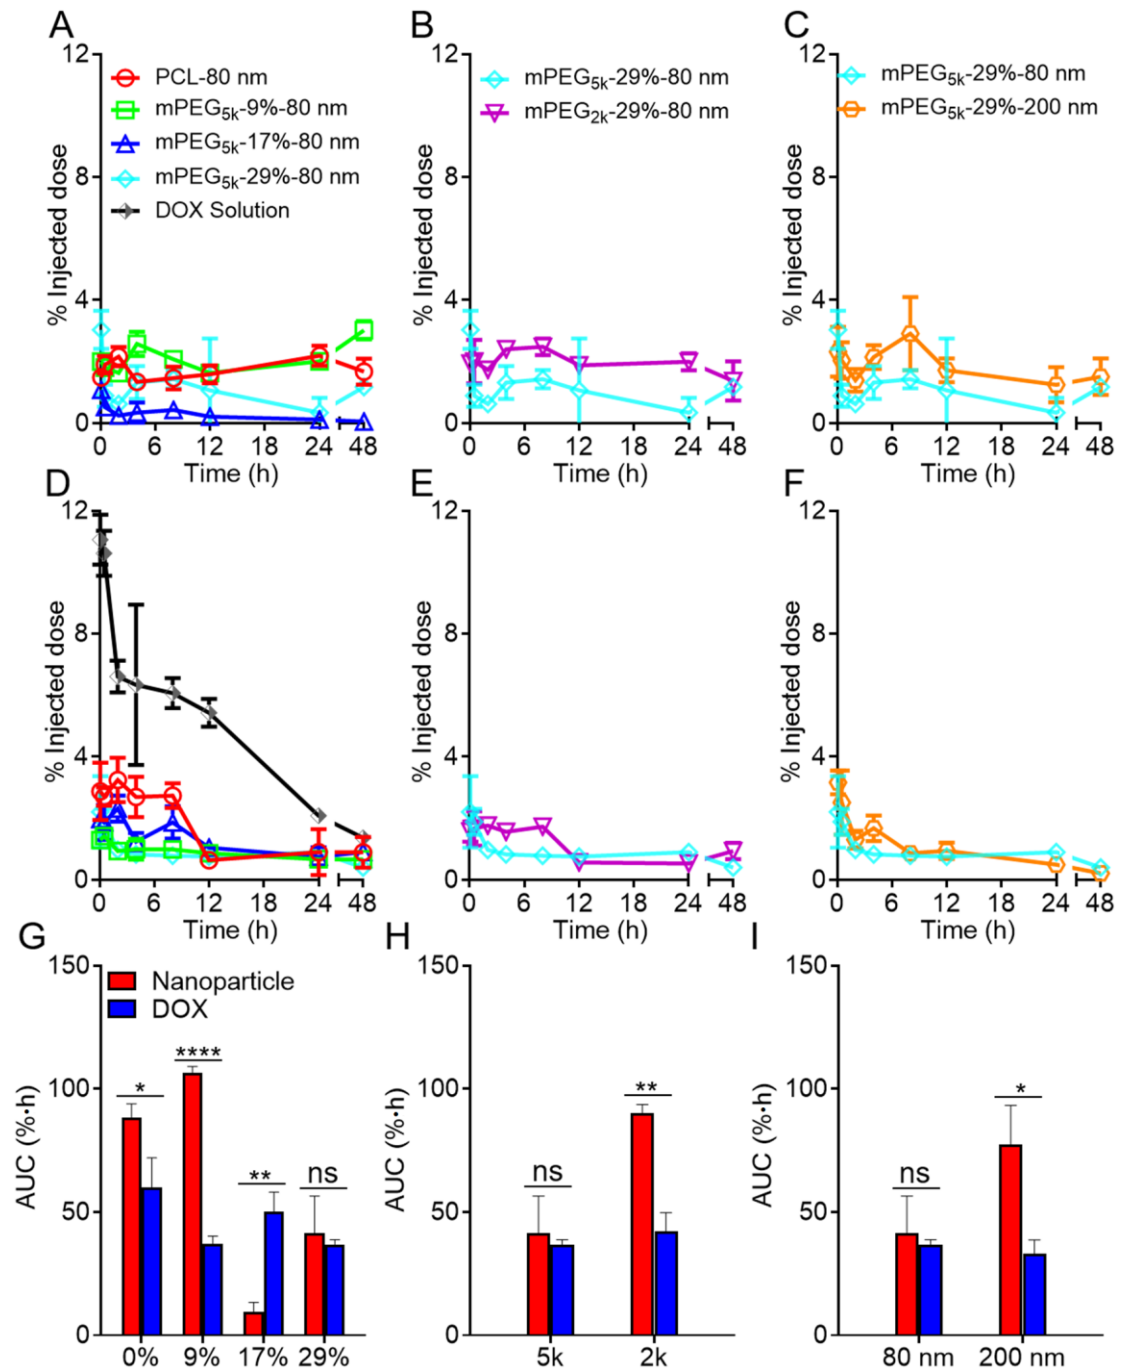 A
B
C
12
8
4
0
% Injected dose
PCL-80 nm
mPEG5k-9%-80 nm
mPEG5k-17%-80 nm
mPEG5k-29%-80 nm
DOX Solution
0 6 12 18 24 48
Time (h)
12
8
4
0
% Injected dose
mPEG5k-29%-80 nm
mPEG2k-29%-80 nm
0 6 12 18 24 48
Time (h)
12
8
4
0
% Injected dose
mPEG5k-29%-80 nm
mPEG5k-29%-200 nm
0 6 12 18 24 48
Time (h)
D
E
F
12
8
4
0
% Injected dose
0 6 12 18 24 48
Time (h)
12
8
4
0
% Injected dose
0 6 12 18 24 48
Time (h)
12
8
4
0
% Injected dose
0 6 12 18 24 48
Time (h)
G
H
I
150
100
50
0
AUC (%·h)
Nanoparticle
DOX
*
****
**
ns
0% 9% 17% 29%
150
100
50
0
AUC (%·h)
ns
**
5k 2k
150
100
50
0
AUC (%·h)
ns
*
80 nm 200 nm